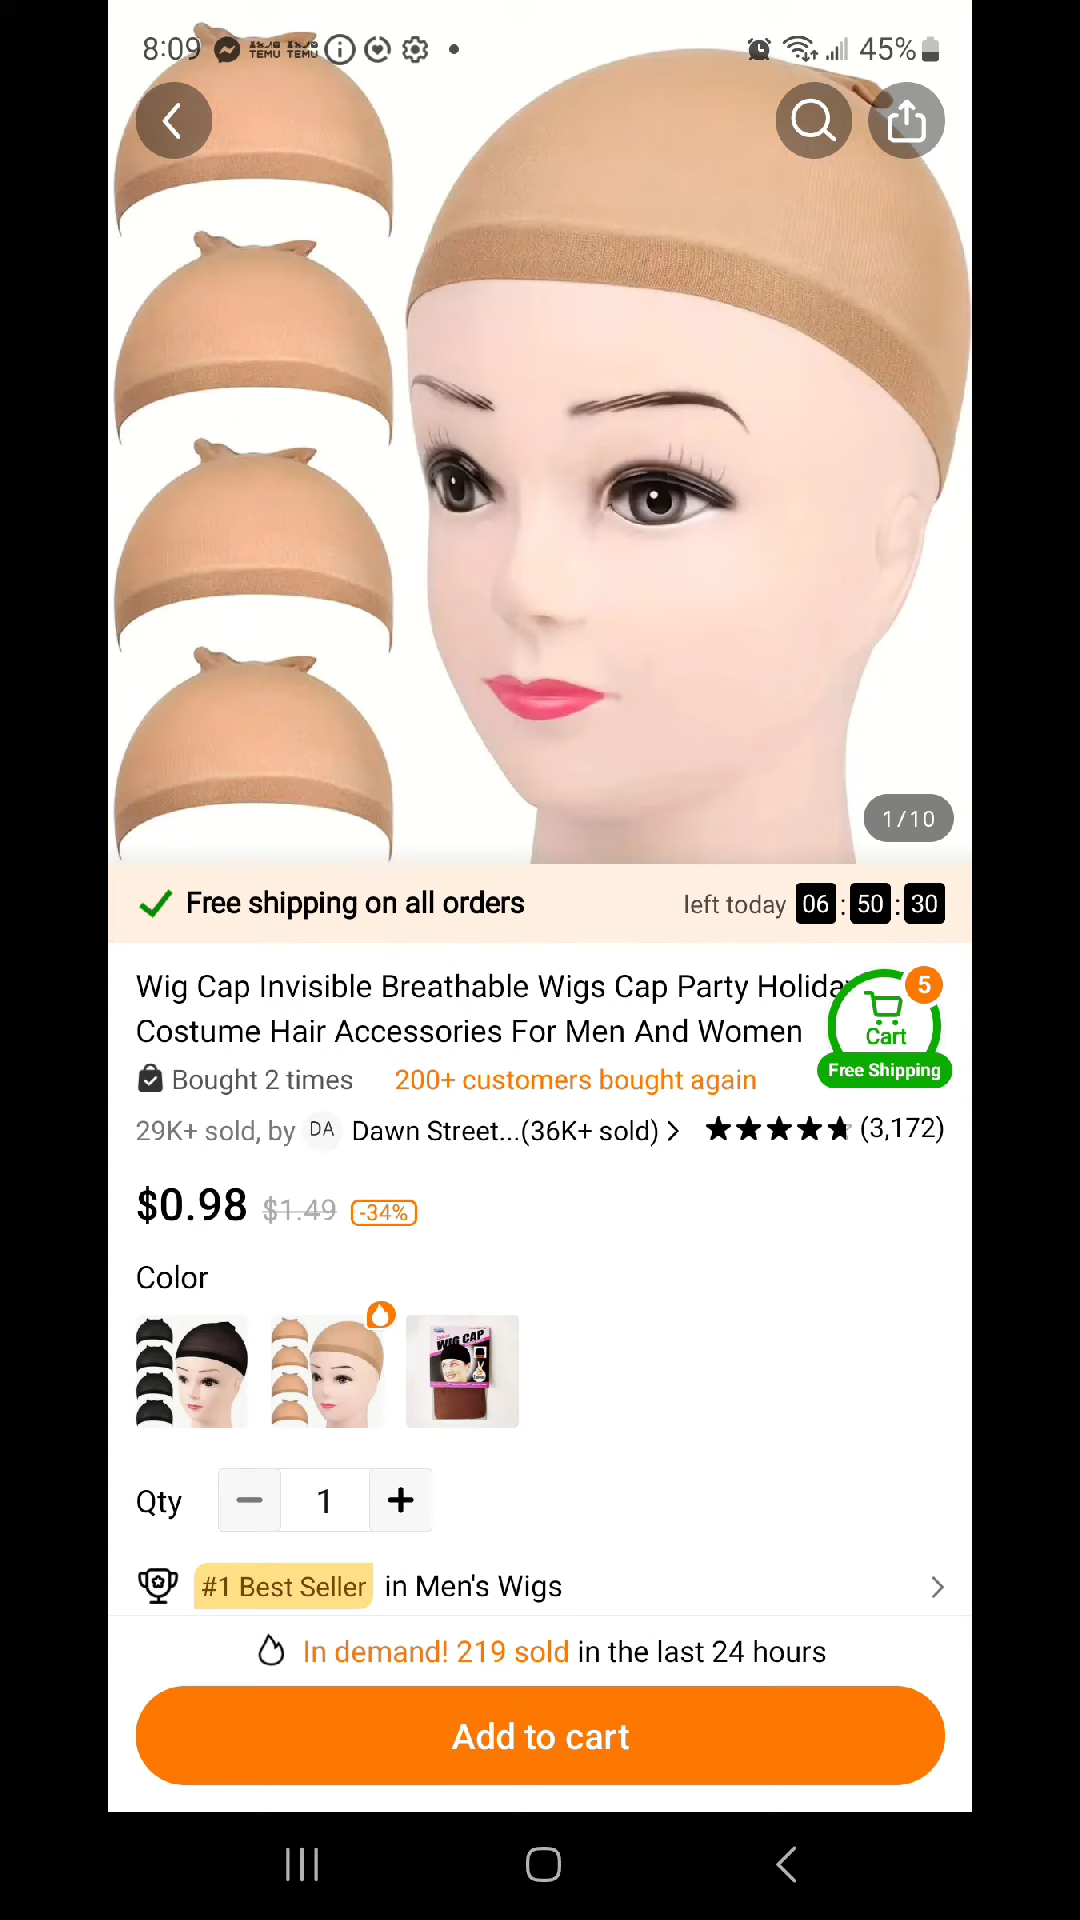 8:09 TEMU TEMU 45%
1/10
Free shipping on all orders left today 06:50:30
Wig Cap Invisible Breathable Wigs Cap Party Holiday
Costume Hair Accessories For Men And Women
5
Cart
Free Shipping
Bought 2 times 200+ customers bought again
29K+ sold, by DA Dawn Street...(36K+ sold) > (3,172)
$0.98 $1.49 -34%
Color
WIG CAP
Qty − 1 +
#1 Best Seller in Men's Wigs >
In demand! 219 sold in the last 24 hours
Add to cart